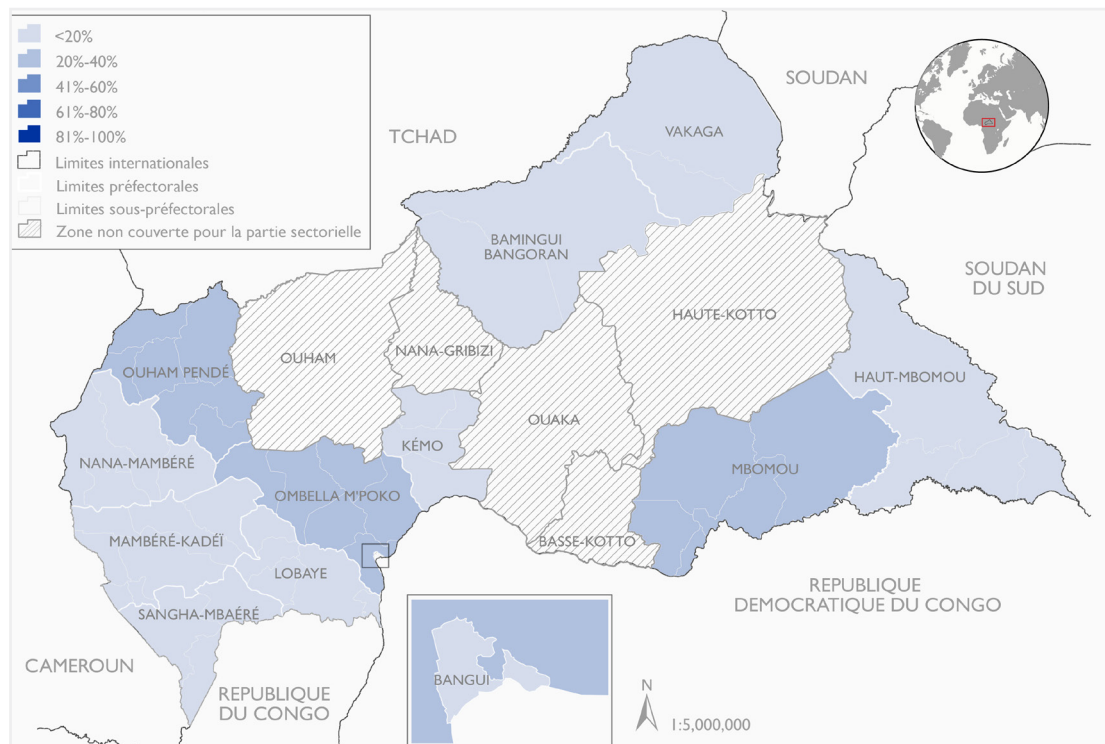 <20%
20%-40%
41%-60%
61%-80%
81%-100%
Limites internationales
Limites préfectorales
Limites sous-préfectorales
Zone non couverte pour la partie sectorielle
SOUDAN
TCHAD
VAKAGA
BAMINGUI
BANGORAN
SOUDAN
DU SUD
HAUTE-KOTTO
OUHAM
NANA-GRIBIZI
OUHAM PENDÉ
HAUT-MBOMOU
OUAKA
KÉMO
NANA-MAMBÉRÉ
MBOMOU
OMBELLA M'POKO
MAMBÉRÉ-KADÉÏ
BASSE-KOTTO
LOBAYE
REPUBLIQUE
DEMOCRATIQUE DU CONGO
SANGHA-MBAÉRÉ
CAMEROUN
BANGUI
REPUBLIQUE
DU CONGO
N
1:5,000,000